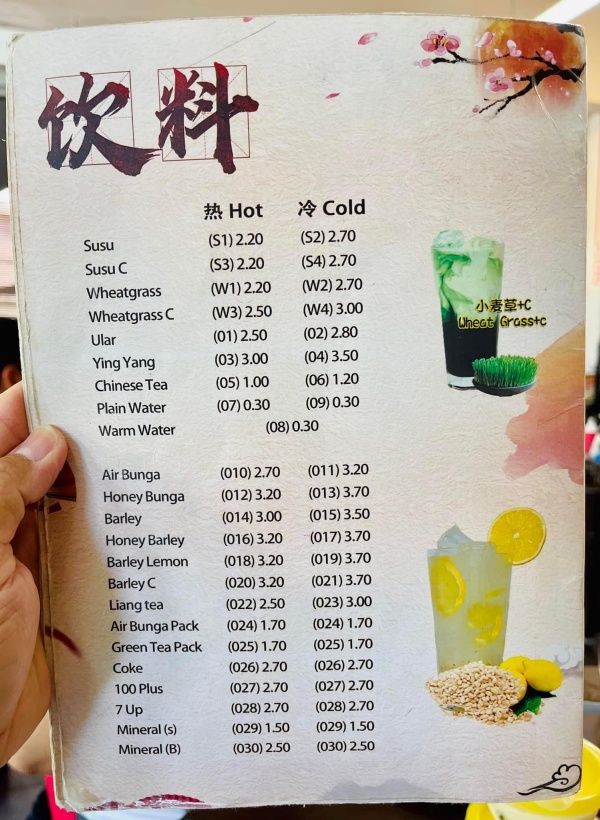 饮料
热 Hot 冷 Cold
Susu (S1) 2.20 (S2) 2.70
Susu C (S3) 2.20 (S4) 2.70
Wheatgrass (W1) 2.20 (W2) 2.70
Wheatgrass C (W3) 2.50 (W4) 3.00
Ular (01) 2.50 (02) 2.80
Ying Yang (03) 3.00 (04) 3.50
Chinese Tea (05) 1.00 (06) 1.20
Plain Water (07) 0.30 (09) 0.30
Warm Water (08) 0.30
小麦草+C
Wheat Grass+c
Air Bunga (010) 2.70 (011) 3.20
Honey Bunga (012) 3.20 (013) 3.70
Barley (014) 3.00 (015) 3.50
Honey Barley (016) 3.20 (017) 3.70
Barley Lemon (018) 3.20 (019) 3.70
Barley C (020) 3.20 (021) 3.70
Liang tea (022) 2.50 (023) 3.00
Air Bunga Pack (024) 1.70 (024) 1.70
Green Tea Pack (025) 1.70 (025) 1.70
Coke (026) 2.70 (026) 2.70
100 Plus (027) 2.70 (027) 2.70
7 Up (028) 2.70 (028) 2.70
Mineral (s) (029) 1.50 (029) 1.50
Mineral (B) (030) 2.50 (030) 2.50